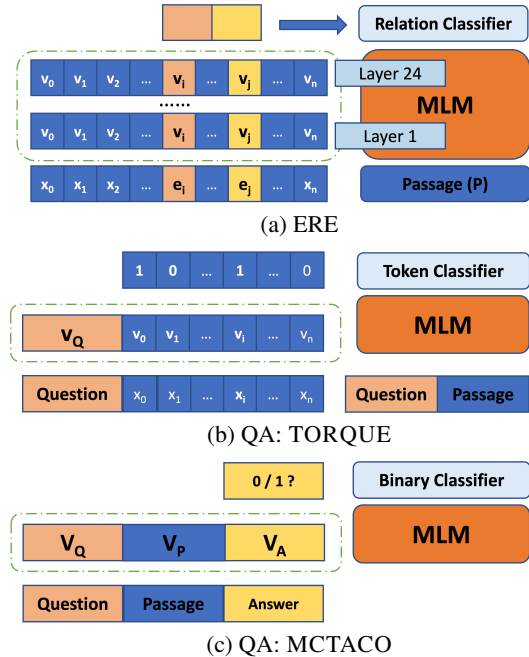 Relation Classifier
v0 v1 v2 ... vi ... vj ... vn Layer 24
...... MLM
v0 v1 v2 ... vi ... vj ... vn Layer 1
x0 x1 x2 ... ei ... ej ... xn Passage (P)
(a) ERE
1 0 ... 1 ... 0 Token Classifier
vQ v0 v1 ... vi ... vn MLM
Question x0 x1 ... xi ... xn Question Passage
(b) QA: TORQUE
0 / 1 ? Binary Classifier
VQ VP VA MLM
Question Passage Answer
(c) QA: MCTACO